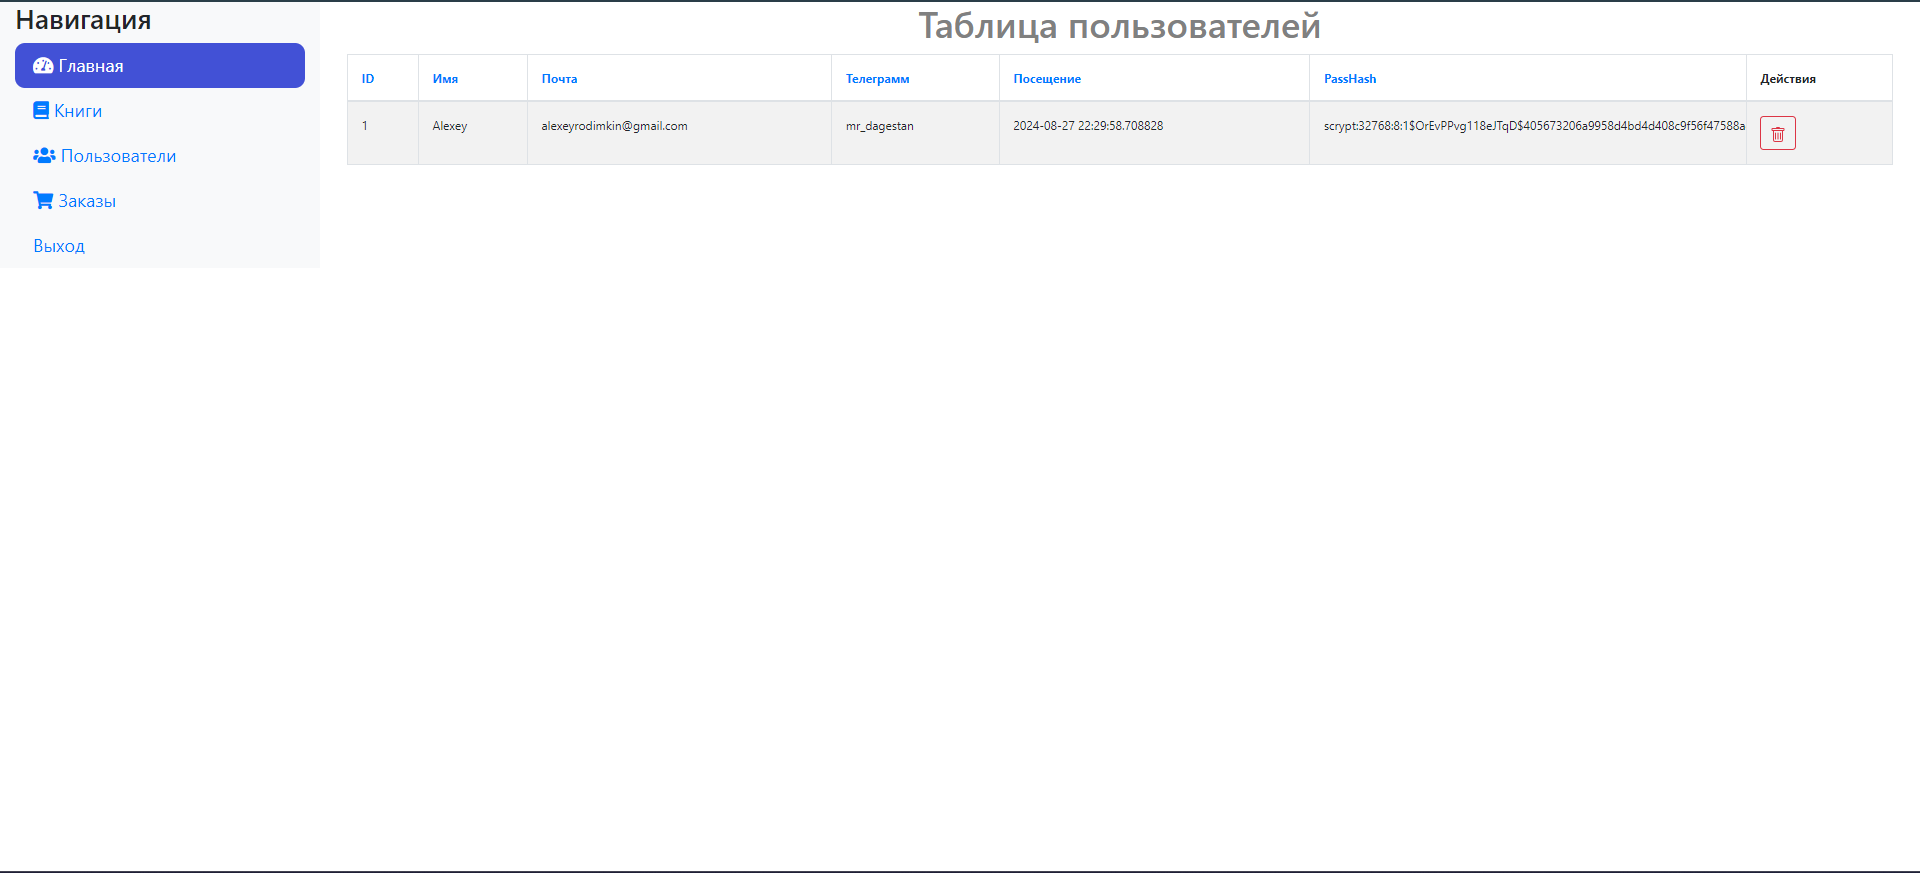 Навигация
Главная
Книги
Пользователи
Заказы
Выход
Таблица пользователей
ID Имя Почта Телеграмм Посещение PassHash Действия
1 Alexey alexeyrodimkin@gmail.com mr_dagestan 2024-08-27 22:29:58.708828 scrypt:32768:8:1$OrEvPPvg118eJTqD$405673206a9958d4bd4d408c9f56f47588a